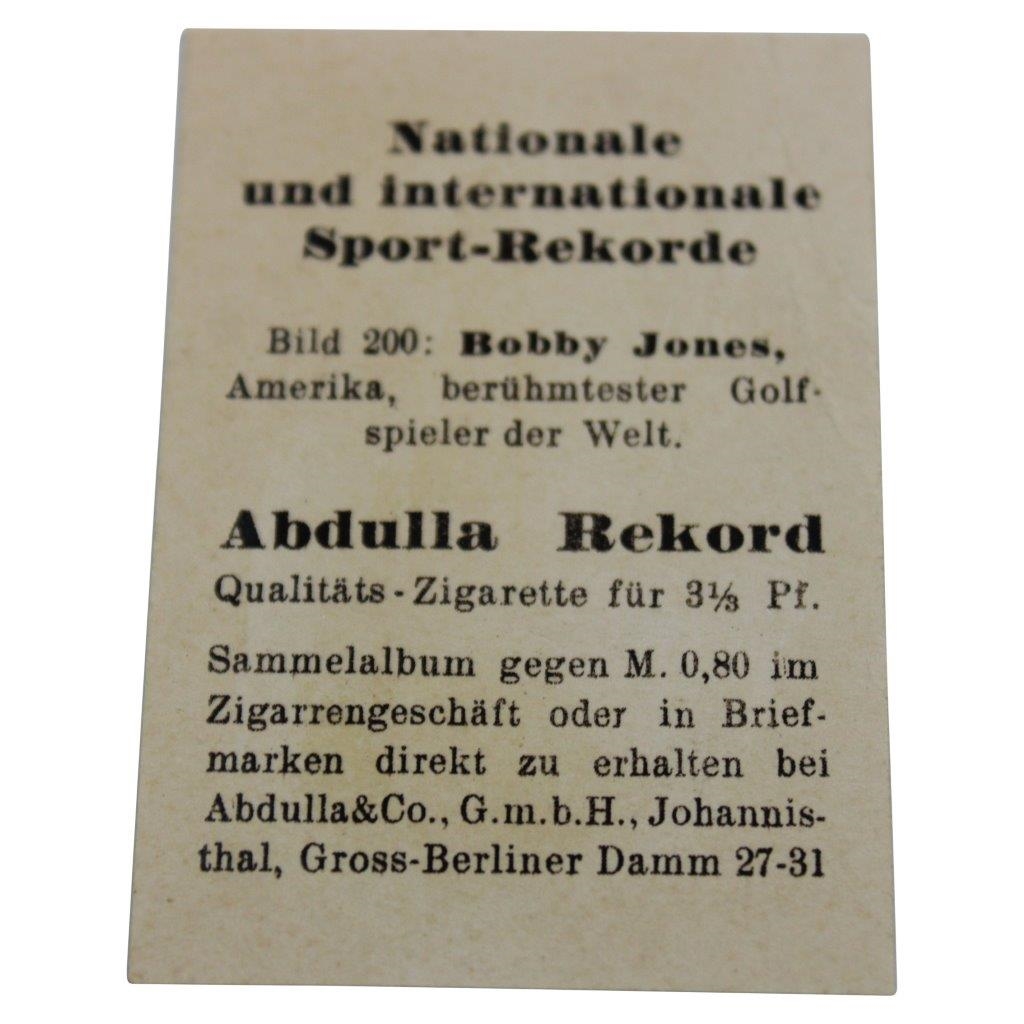 Nationale
und internationale
Sport-Rekorde
Bild 200: Bobby Jones,
Amerika, berühmtester Golf-
spieler der Welt.
Abdulla Rekord
Qualitäts-Zigarette für 3⅓ Pf.
Sammelalbum gegen M. 0,80 im
Zigarrengeschäft oder in Brief-
marken direkt zu erhalten bei
Abdulla&Co., G.m.b.H., Johannis-
thal, Gross-Berliner Damm 27-31